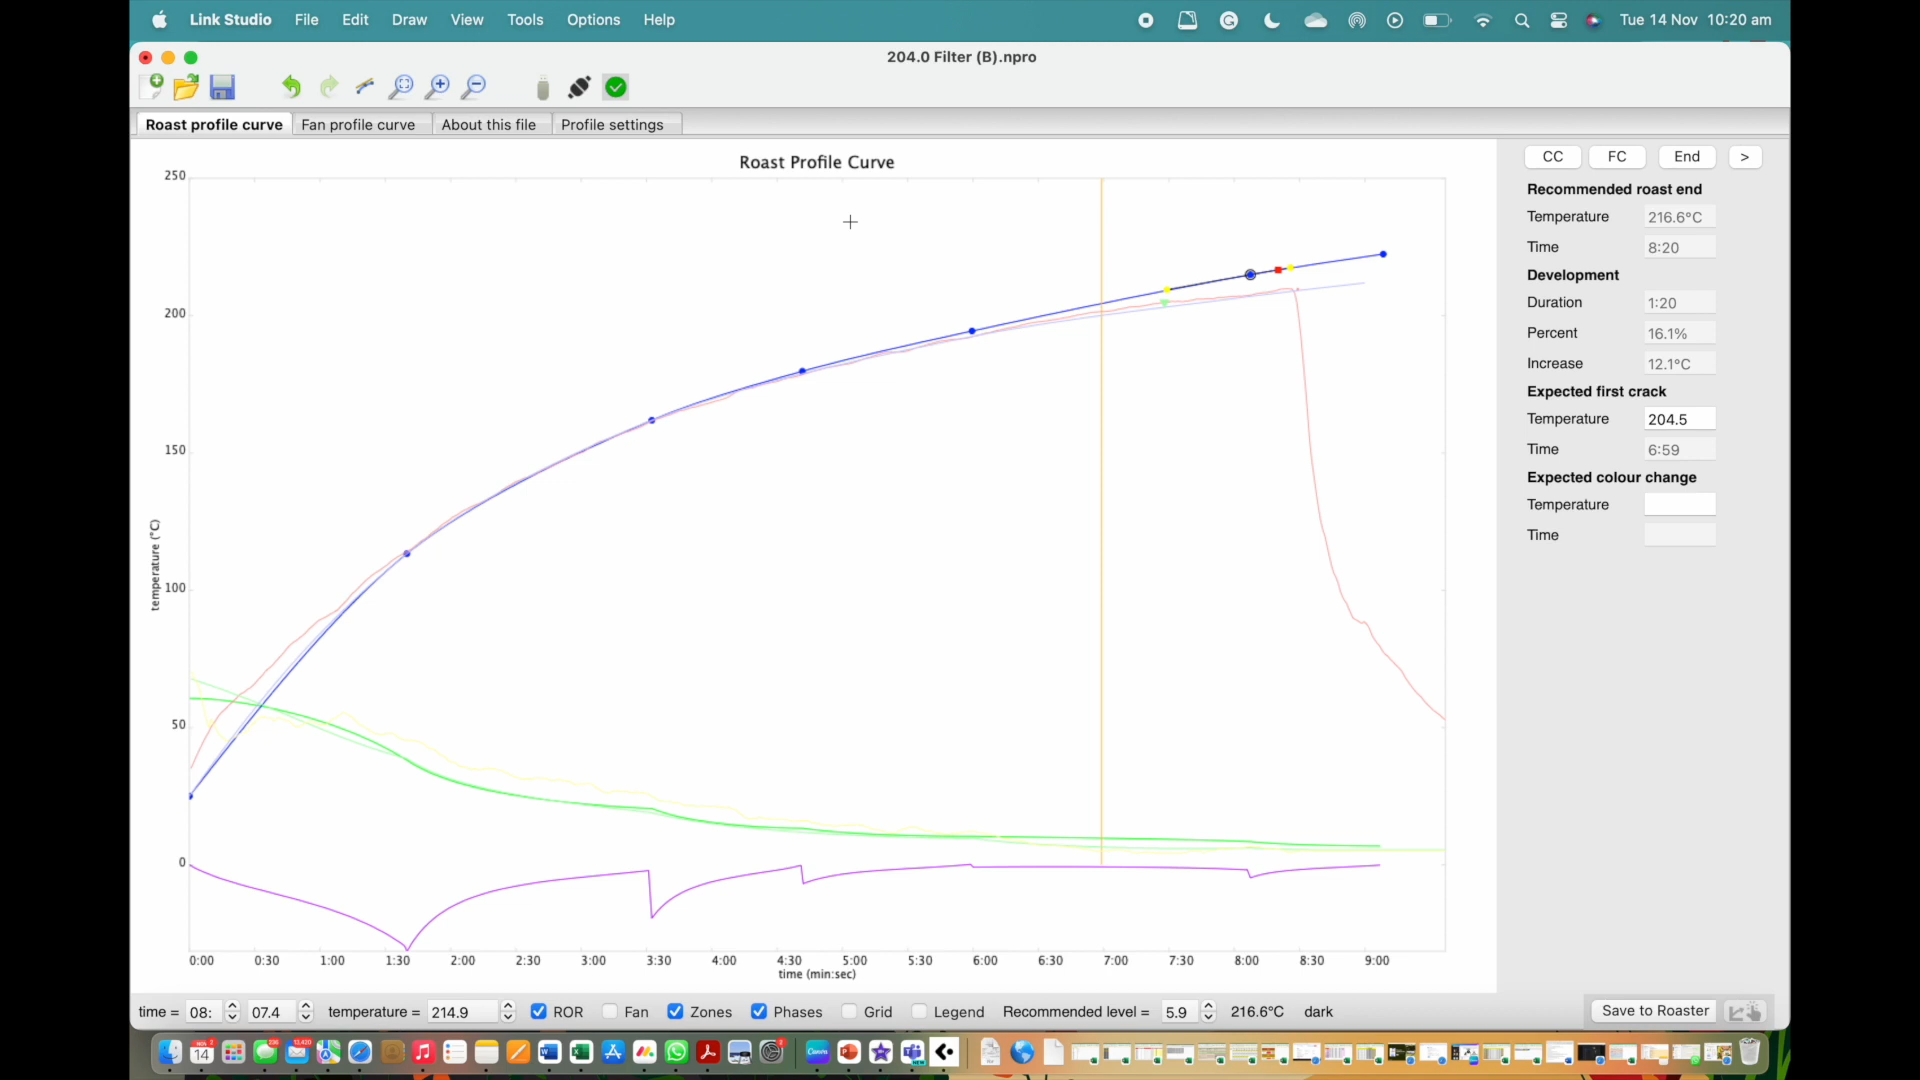 Link Studio File Edit Draw View Tools Options Help Tue 14 Nov 10:20 am
204.0 Filter (B).npro
Roast profile curve Fan profile curve About this file Profile settings
Roast Profile Curve
CC FC End >
Recommended roast end
Temperature 216.6°C
Time 8:20
Development
Duration 1:20
Percent 16.1%
Increase 12.1°C
Expected first crack
Temperature 204.5
Time 6:59
Expected colour change
Temperature
Time
250
200
150
100
50
0
temperature (°C)
0:00 0:30 1:00 1:30 2:00 2:30 3:00 3:30 4:00 4:30 5:00 5:30 6:00 6:30 7:00 7:30 8:00 8:30 9:00
time (min:sec)
time = 08: 07.4 temperature = 214.9 ROR Fan Zones Phases Grid Legend Recommended level = 5.9 216.6°C dark
Save to Roaster